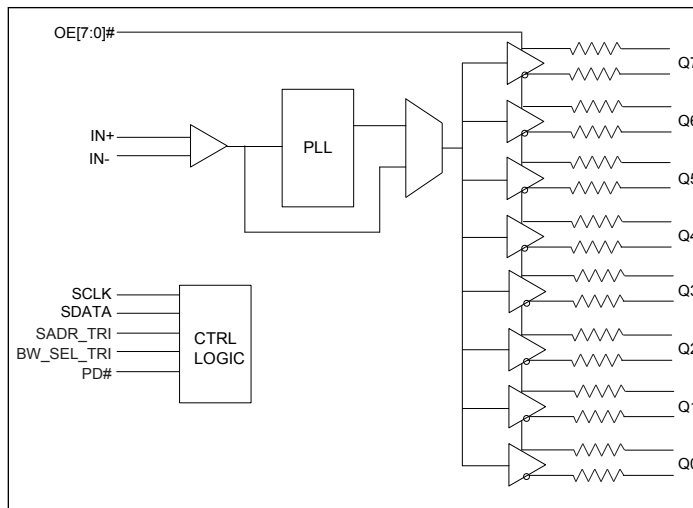 OE[7:0]#
Q7
Q6
IN+
IN-
PLL
Q5
Q4
SCLK
SDATA
SADR_TRI
BW_SEL_TRI
PD#
CTRL
LOGIC
Q3
Q2
Q1
Q0